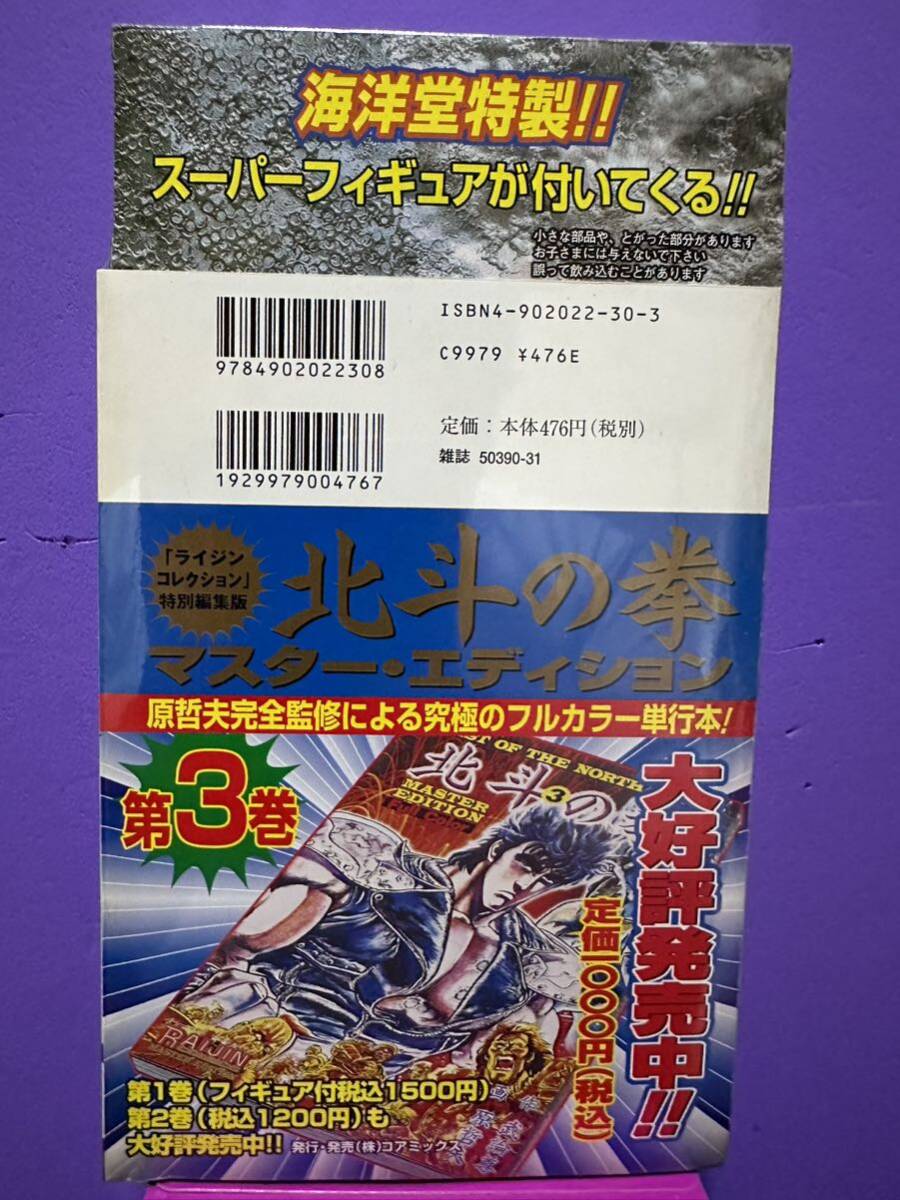 海洋堂特製!!
スーパーフィギュアが付いてくる!!
小さな部品や、とがった部分があります
お子さまには与えないで下さい
誤って飲み込むことがあります
ISBN4-902022-30-3
C9979 ¥476E
9784902022308
定価：本体476円(税別)
雑誌 50390-31
1929979004767
「ライジン
コレクション」
特別編集版
北斗の拳
マスター・エディション
原哲夫完全監修による究極のフルカラー単行本!
第3巻
大好評発売中!!
定価一〇〇〇円(税込)
ST OF THE NORTH
北斗の
3
MASTER
EDITION
Full Color
RAIJIN
第1巻(フィギュア付税込1500円)
第2巻(税込1200円)も
大好評発売中!! 発行・発売(株)コアミックス